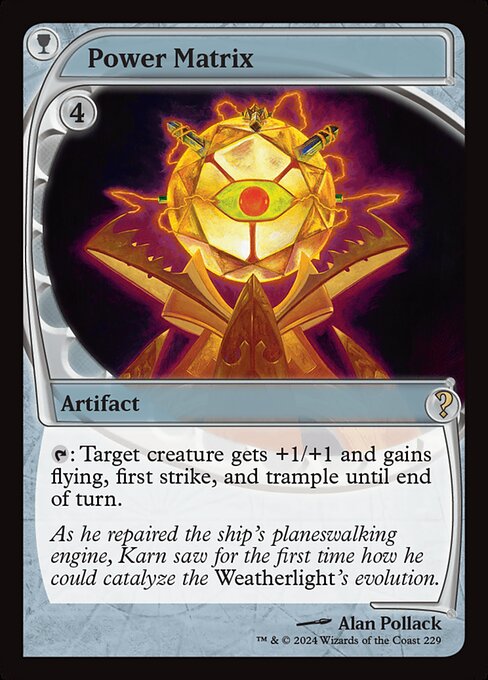 Power Matrix
4
Artifact
?
: Target creature gets +1/+1 and gains
flying, first strike, and trample until end
of turn.
As he repaired the ship's planeswalking
engine, Karn saw for the first time how he
could catalyze the Weatherlight's evolution.
Alan Pollack
™ & © 2024 Wizards of the Coast 229